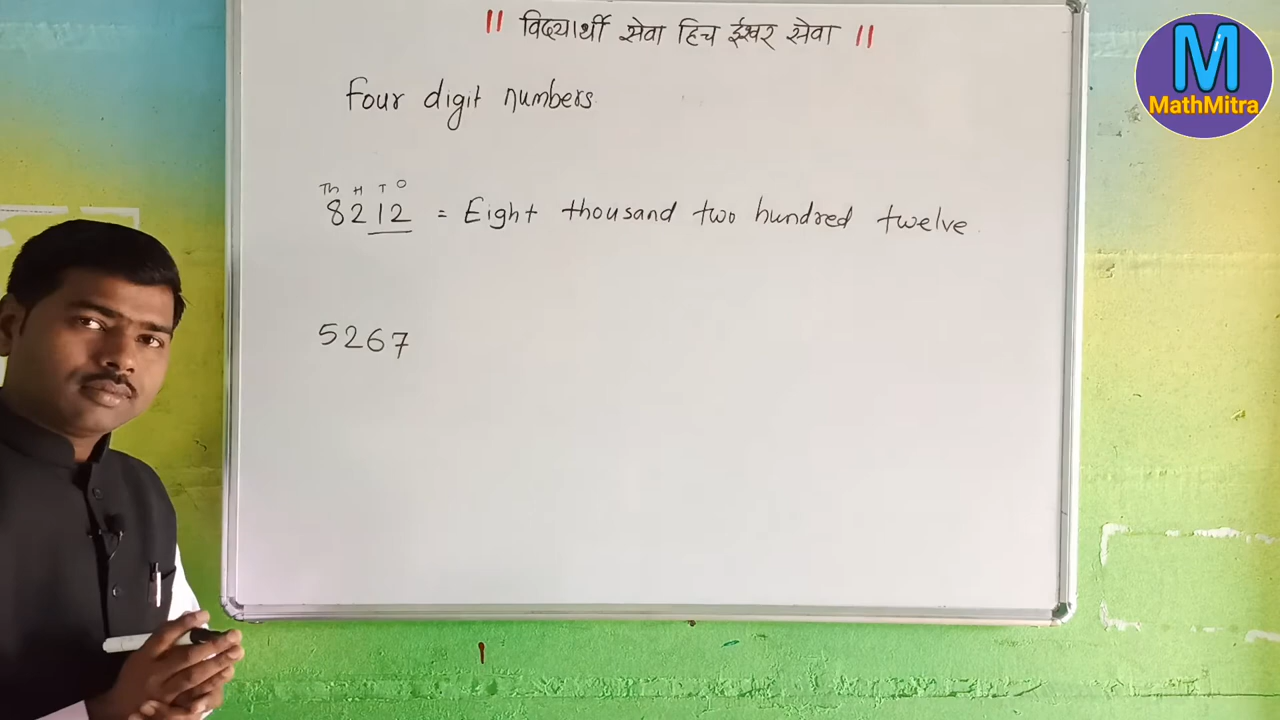 || विद्यार्थी सेवा हिच ईश्वर सेवा ||
M
MathMitra
Four digit numbers
Th H T O
8212 = Eight thousand two hundred twelve
5267